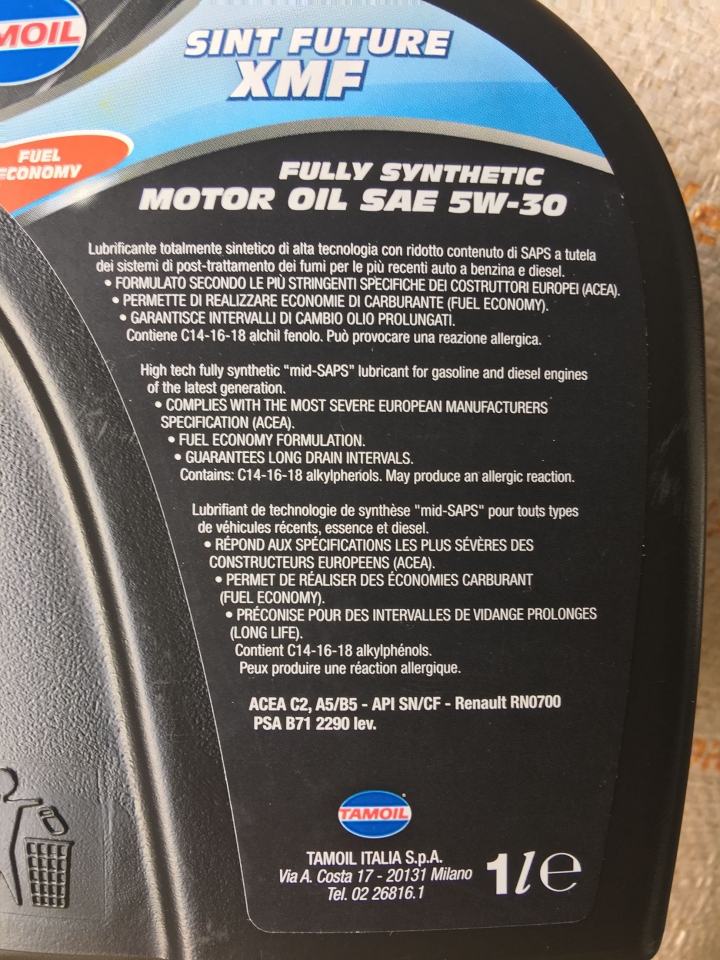 MOIL
SINT FUTURE
XMF
FUEL
ECONOMY
FULLY SYNTHETIC
MOTOR OIL SAE 5W-30
Lubrificante totalmente sintetico di alta tecnologia con ridotto contenuto di SAPS a tutela
dei sistemi di post-trattamento dei fumi per le più recenti auto a benzina e diesel.
• FORMULATO SECONDO LE PIÙ STRINGENTI SPECIFICHE DEI COSTRUTTORI EUROPEI (ACEA).
• PERMETTE DI REALIZZARE ECONOMIE DI CARBURANTE (FUEL ECONOMY).
• GARANTISCE INTERVALLI DI CAMBIO OLIO PROLUNGATI.
Contiene C14-16-18 alchil fenolo. Può provocare una reazione allergica.
High tech fully synthetic "mid-SAPS" lubricant for gasoline and diesel engines
of the latest generation.
• COMPLIES WITH THE MOST SEVERE EUROPEAN MANUFACTURERS
SPECIFICATION (ACEA).
• FUEL ECONOMY FORMULATION.
• GUARANTEES LONG DRAIN INTERVALS.
Contains: C14-16-18 alkylphenols. May produce an allergic reaction.
Lubrifiant de technologie de synthèse "mid-SAPS" pour touts types
de véhicules récents, essence et diesel.
• RÉPOND AUX SPÉCIFICATIONS LES PLUS SÉVÈRES DES
CONSTRUCTEURS EUROPEENS (ACEA).
• PERMET DE RÉALISER DES ÉCONOMIES CARBURANT
(FUEL ECONOMY).
• PRÉCONISE POUR DES INTERVALLES DE VIDANGE PROLONGES
(LONG LIFE).
Contient C14-16-18 alkylphénols.
Peux produire une réaction allergique.
ACEA C2, A5/B5 - API SN/CF - Renault RN0700
PSA B71 2290 lev.
TAMOIL
TAMOIL ITALIA S.p.A.
Via A. Costa 17 - 20131 Milano
Tel. 02 26816.1
1l e